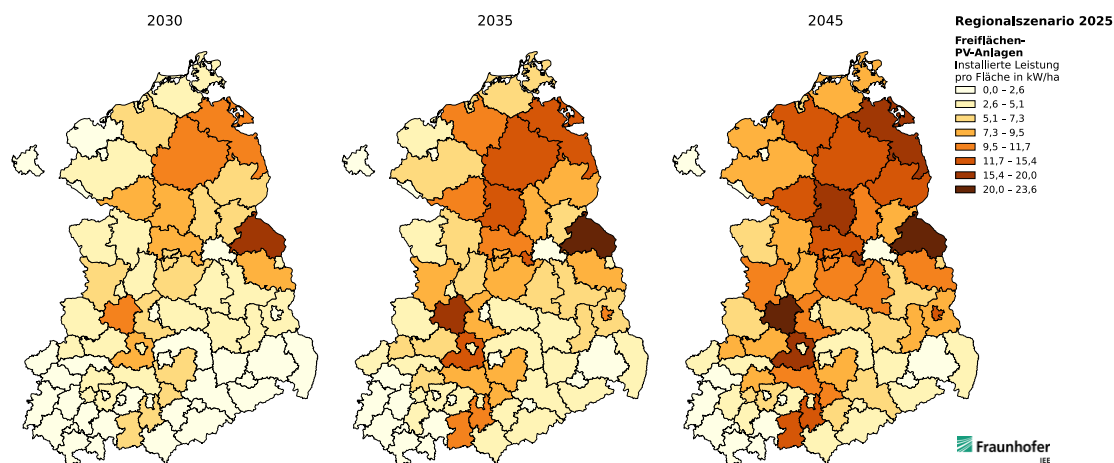 2030
2035
2045
Regionalszenario 2025
Freiflächen-
PV-Anlagen
Installierte Leistung
pro Fläche in kW/ha
0,0 – 2,6
2,6 – 5,1
5,1 – 7,3
7,3 – 9,5
9,5 – 11,7
11,7 – 15,4
15,4 – 20,0
20,0 – 23,6
Fraunhofer
IEE